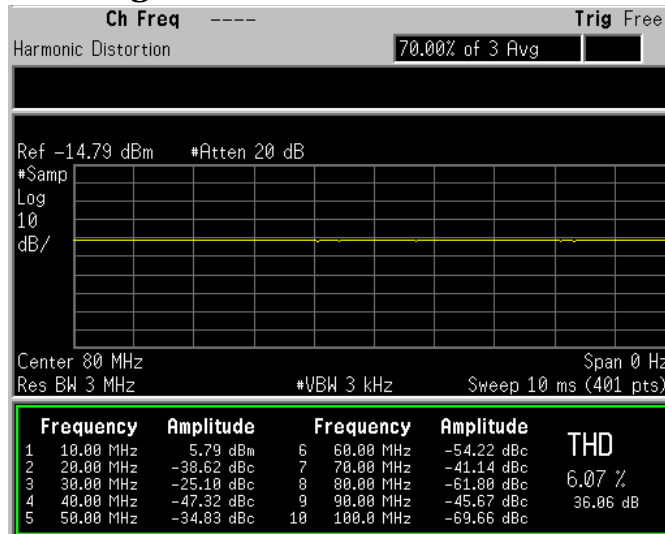 Ch Freq ---- Trig Free
Harmonic Distortion 70.00% of 3 Avg
Ref -14.79 dBm #Atten 20 dB
#Samp
Log
10
dB/
Center 80 MHz Span 0 Hz
Res BW 3 MHz #VBW 3 kHz Sweep 10 ms (401 pts)
Frequency Amplitude Frequency Amplitude THD
1 10.00 MHz 5.79 dBm 6 60.00 MHz -54.22 dBc
2 20.00 MHz -38.62 dBc 7 70.00 MHz -41.14 dBc 6.07 %
3 30.00 MHz -25.10 dBc 8 80.00 MHz -61.80 dBc
4 40.00 MHz -47.32 dBc 9 90.00 MHz -45.67 dBc 36.06 dB
5 50.00 MHz -34.83 dBc 10 100.0 MHz -69.66 dBc